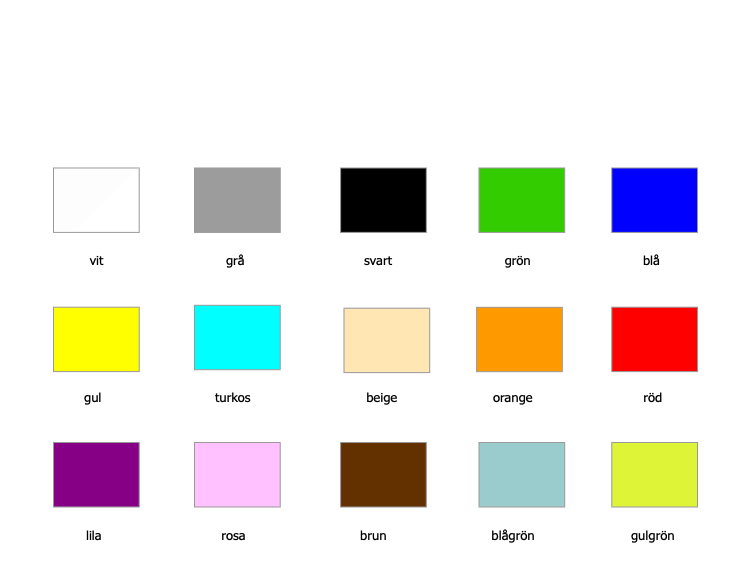 vit grå svart grön blå
gul turkos beige orange röd
lila rosa brun blågrön gulgrön